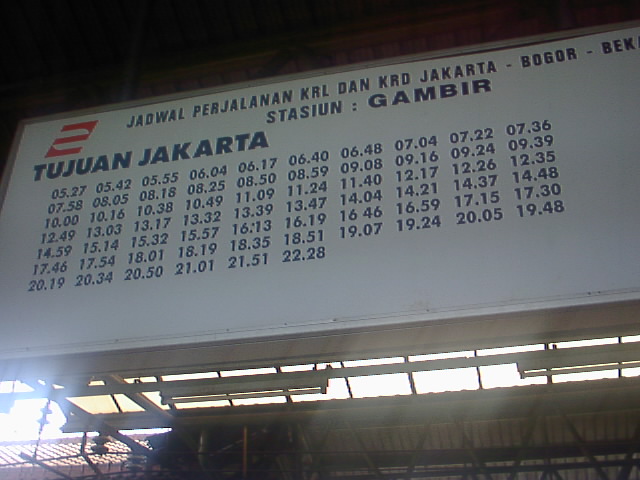 JADWAL PERJALANAN KRL DAN KRD JAKARTA - BOGOR - BEK
STASIUN : GAMBIR
TUJUAN JAKARTA
05.27 05.42 05.55 06.04 06.17 06.40 06.48 07.04 07.22 07.36
07.58 08.05 08.18 08.25 08.50 08.59 09.08 09.16 09.24 09.39
10.00 10.16 10.38 10.49 11.09 11.24 11.40 12.17 12.26 12.35
12.49 13.03 13.17 13.32 13.39 13.47 14.04 14.21 14.37 14.48
14.59 15.14 15.32 15.57 16.13 16.19 16 46 16.59 17.15 17.30
17.46 17.54 18.01 18.19 18.35 18.51 19.07 19.24 20.05 19.48
20.19 20.34 20.50 21.01 21.51 22.28